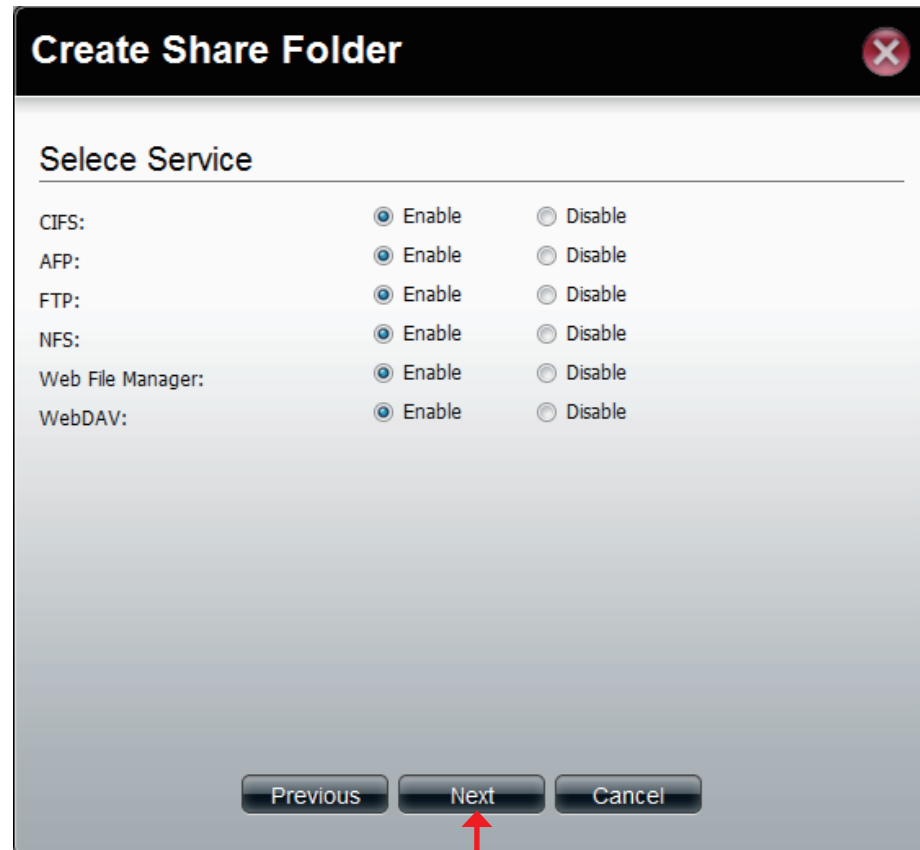 Create Share Folder
Selece Service
CIFS: Enable Disable
AFP: Enable Disable
FTP: Enable Disable
NFS: Enable Disable
Web File Manager: Enable Disable
WebDAV: Enable Disable
Previous Next Cancel